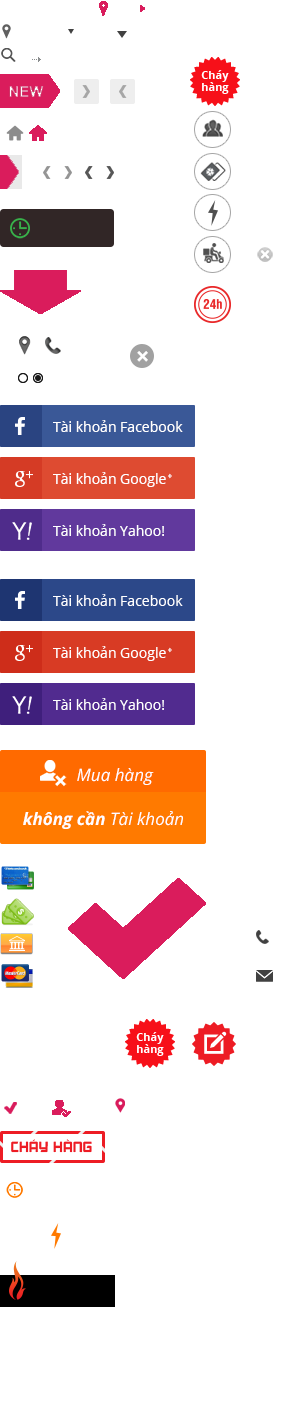 Cháy
hàng
NEW
24h
f Tài khoản Facebook
g+ Tài khoản Google+
Y! Tài khoản Yahoo!
f Tài khoản Facebook
g+ Tài khoản Google+
Y! Tài khoản Yahoo!
Mua hàng
không cần Tài khoản
MasterCard
Cháy
hàng
CHÁY HÀNG